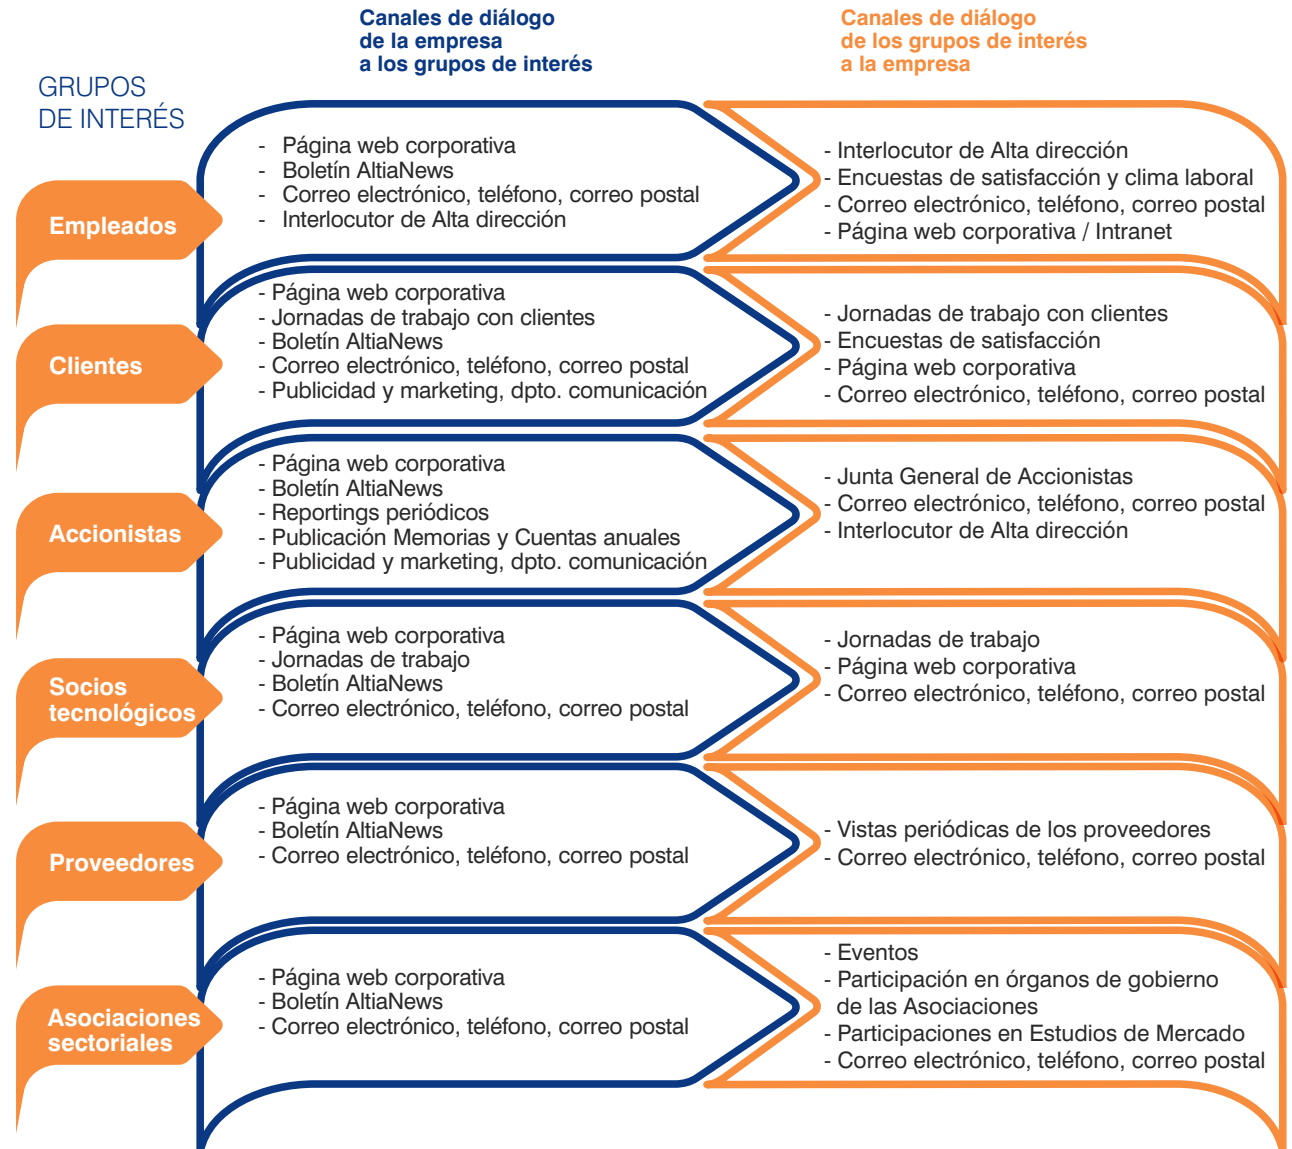 Canales de diálogo
de la empresa
a los grupos de interés
Canales de diálogo
de los grupos de interés
a la empresa
GRUPOS
DE INTERÉS
Empleados
- Página web corporativa
- Boletín AltiaNews
- Correo electrónico, teléfono, correo postal
- Interlocutor de Alta dirección
- Interlocutor de Alta dirección
- Encuestas de satisfacción y clima laboral
- Correo electrónico, teléfono, correo postal
- Página web corporativa / Intranet
Clientes
- Página web corporativa
- Jornadas de trabajo con clientes
- Boletín AltiaNews
- Correo electrónico, teléfono, correo postal
- Publicidad y marketing, dpto. comunicación
- Jornadas de trabajo con clientes
- Encuestas de satisfacción
- Página web corporativa
- Correo electrónico, teléfono, correo postal
Accionistas
- Página web corporativa
- Boletín AltiaNews
- Reportings periódicos
- Publicación Memorias y Cuentas anuales
- Publicidad y marketing, dpto. comunicación
- Junta General de Accionistas
- Correo electrónico, teléfono, correo postal
- Interlocutor de Alta dirección
Socios
tecnológicos
- Página web corporativa
- Jornadas de trabajo
- Boletín AltiaNews
- Correo electrónico, teléfono, correo postal
- Jornadas de trabajo
- Página web corporativa
- Correo electrónico, teléfono, correo postal
Proveedores
- Página web corporativa
- Boletín AltiaNews
- Correo electrónico, teléfono, correo postal
- Vistas periódicas de los proveedores
- Correo electrónico, teléfono, correo postal
Asociaciones
sectoriales
- Página web corporativa
- Boletín AltiaNews
- Correo electrónico, teléfono, correo postal
- Eventos
- Participación en órganos de gobierno
de las Asociaciones
- Participaciones en Estudios de Mercado
- Correo electrónico, teléfono, correo postal